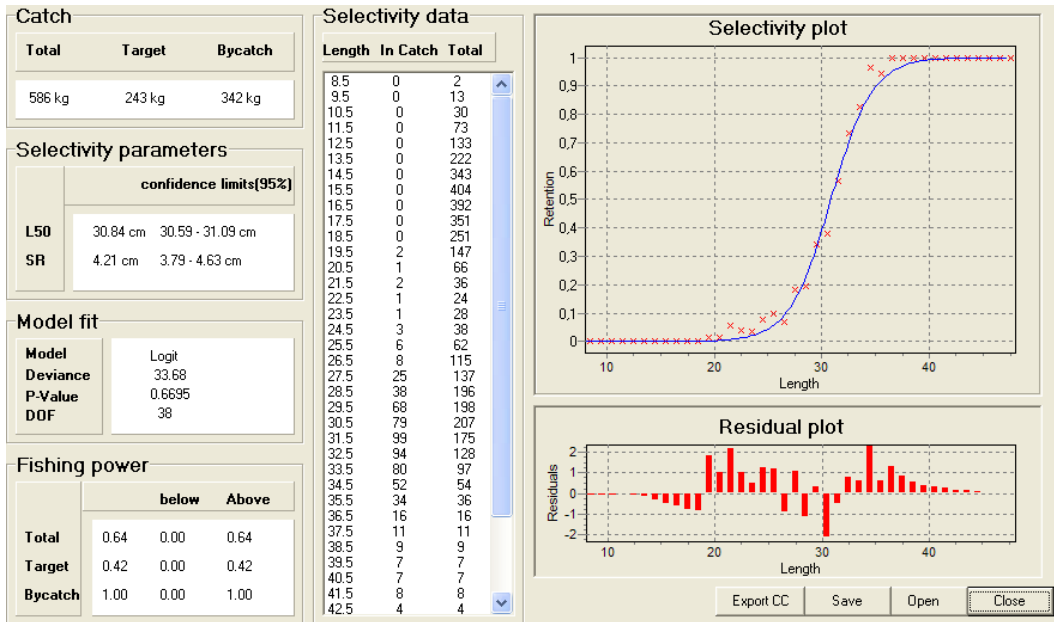 Catch
Total Target Bycatch
586 kg 243 kg 342 kg
Selectivity parameters
confidence limits(95%)
L50 30.84 cm 30.59 - 31.09 cm
SR 4.21 cm 3.79 - 4.63 cm
Model fit
Model Logit
Deviance 33.68
P-Value 0.6695
DOF 38
Fishing power
below Above
Total 0.64 0.00 0.64
Target 0.42 0.00 0.42
Bycatch 1.00 0.00 1.00
Selectivity data
Length In Catch Total
8.5 0 2
9.5 0 13
10.5 0 30
11.5 0 73
12.5 0 133
13.5 0 222
14.5 0 343
15.5 0 404
16.5 0 392
17.5 0 351
18.5 0 251
19.5 2 147
20.5 1 66
21.5 2 36
22.5 1 24
23.5 1 28
24.5 3 38
25.5 6 62
26.5 8 115
27.5 25 137
28.5 38 196
29.5 68 198
30.5 79 207
31.5 99 175
32.5 94 128
33.5 80 97
34.5 52 54
35.5 34 36
36.5 16 16
37.5 11 11
38.5 9 9
39.5 7 7
40.5 7 7
41.5 8 8
42.5 4 4
Selectivity plot
1
0,9
0,8
0,7
0,6
0,5
0,4
0,3
0,2
0,1
0
Retention
10 20 30 40
Length
Residual plot
2
1
0
-1
-2
Residuals
10 20 30 40
Length
Export CC Save Open Close